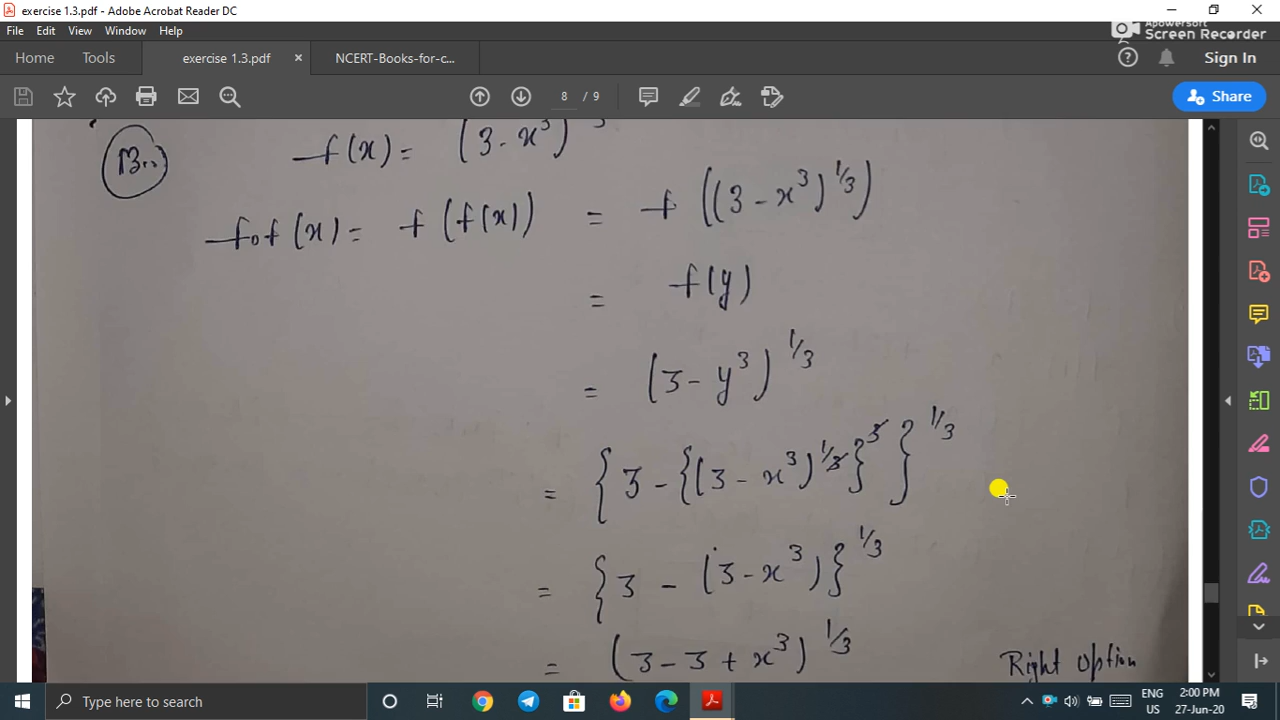 exercise 1.3.pdf - Adobe Acrobat Reader DC
File Edit View Window Help
Apowersoft
Screen Recorder
Home Tools exercise 1.3.pdf × NCERT-Books-for-c... Sign In
8 / 9 Share
13.. f(x) = (3-x³)^1/3
fof(x) = f(f(x)) = f((3-x³)^1/3)
= f(y)
= (3-y³)^1/3
= {3-{(3-x³)^1/3}^3}^1/3
= {3 - (3-x³)}^1/3
= (3-3+x³)^1/3 Right option
Type here to search
ENG
US
2:00 PM
27-Jun-20